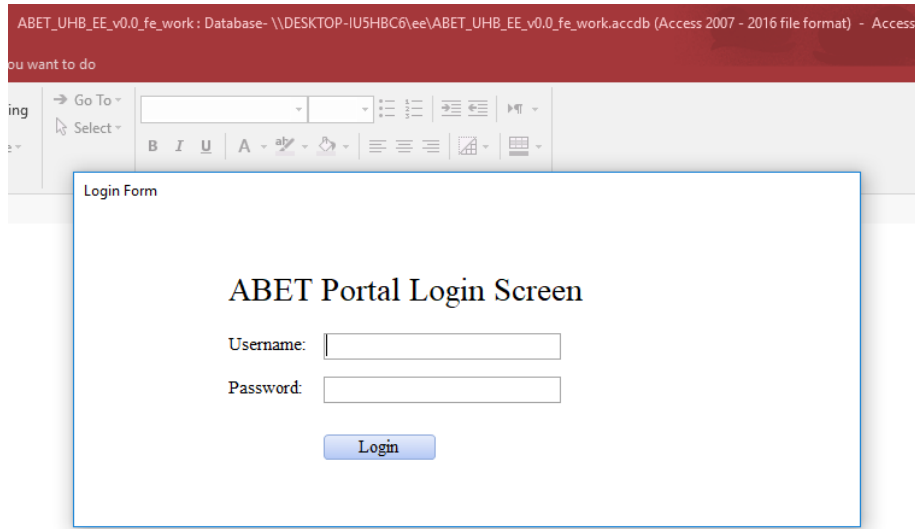 ABET_UHB_EE_v0.0_fe_work : Database- \\DESKTOP-IU5HBC6\ee\ABET_UHB_EE_v0.0_fe_work.accdb (Access 2007 - 2016 file format) - Access
ou want to do
ing
Go To
Select
B I U A
Login Form
ABET Portal Login Screen
Username:
Password:
Login